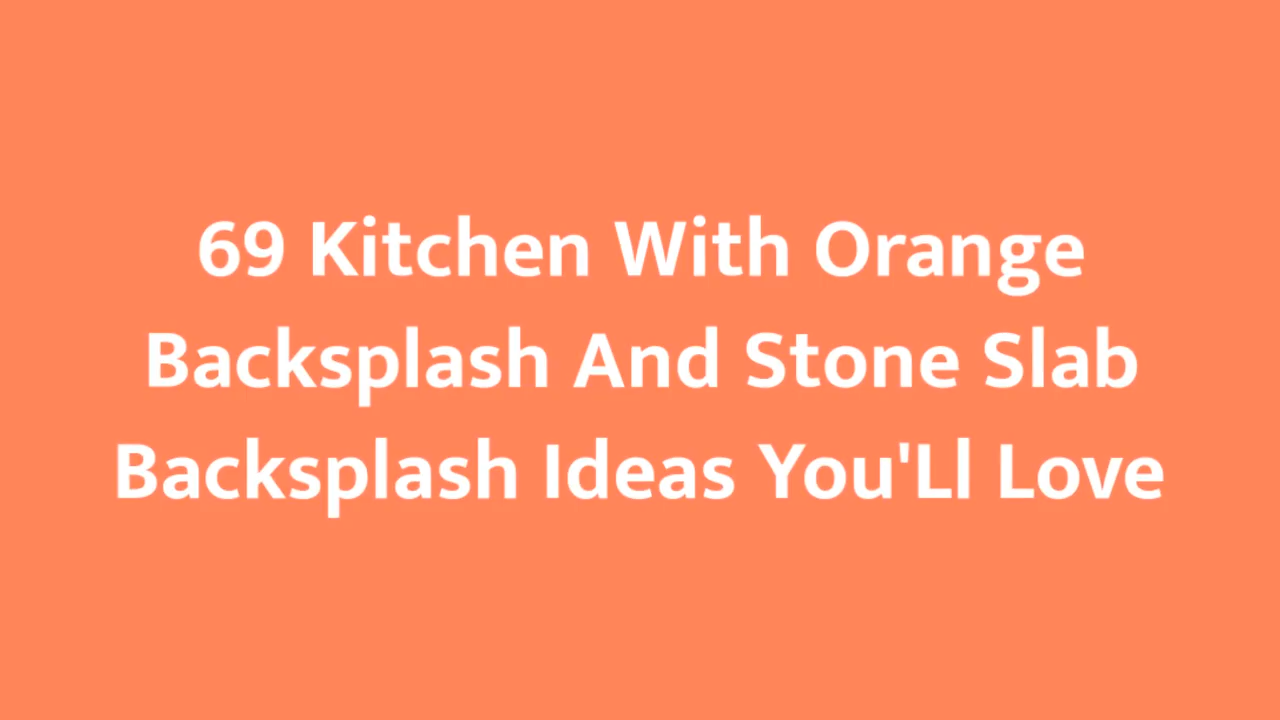 69 Kitchen With Orange
Backsplash And Stone Slab
Backsplash Ideas You'Ll Love